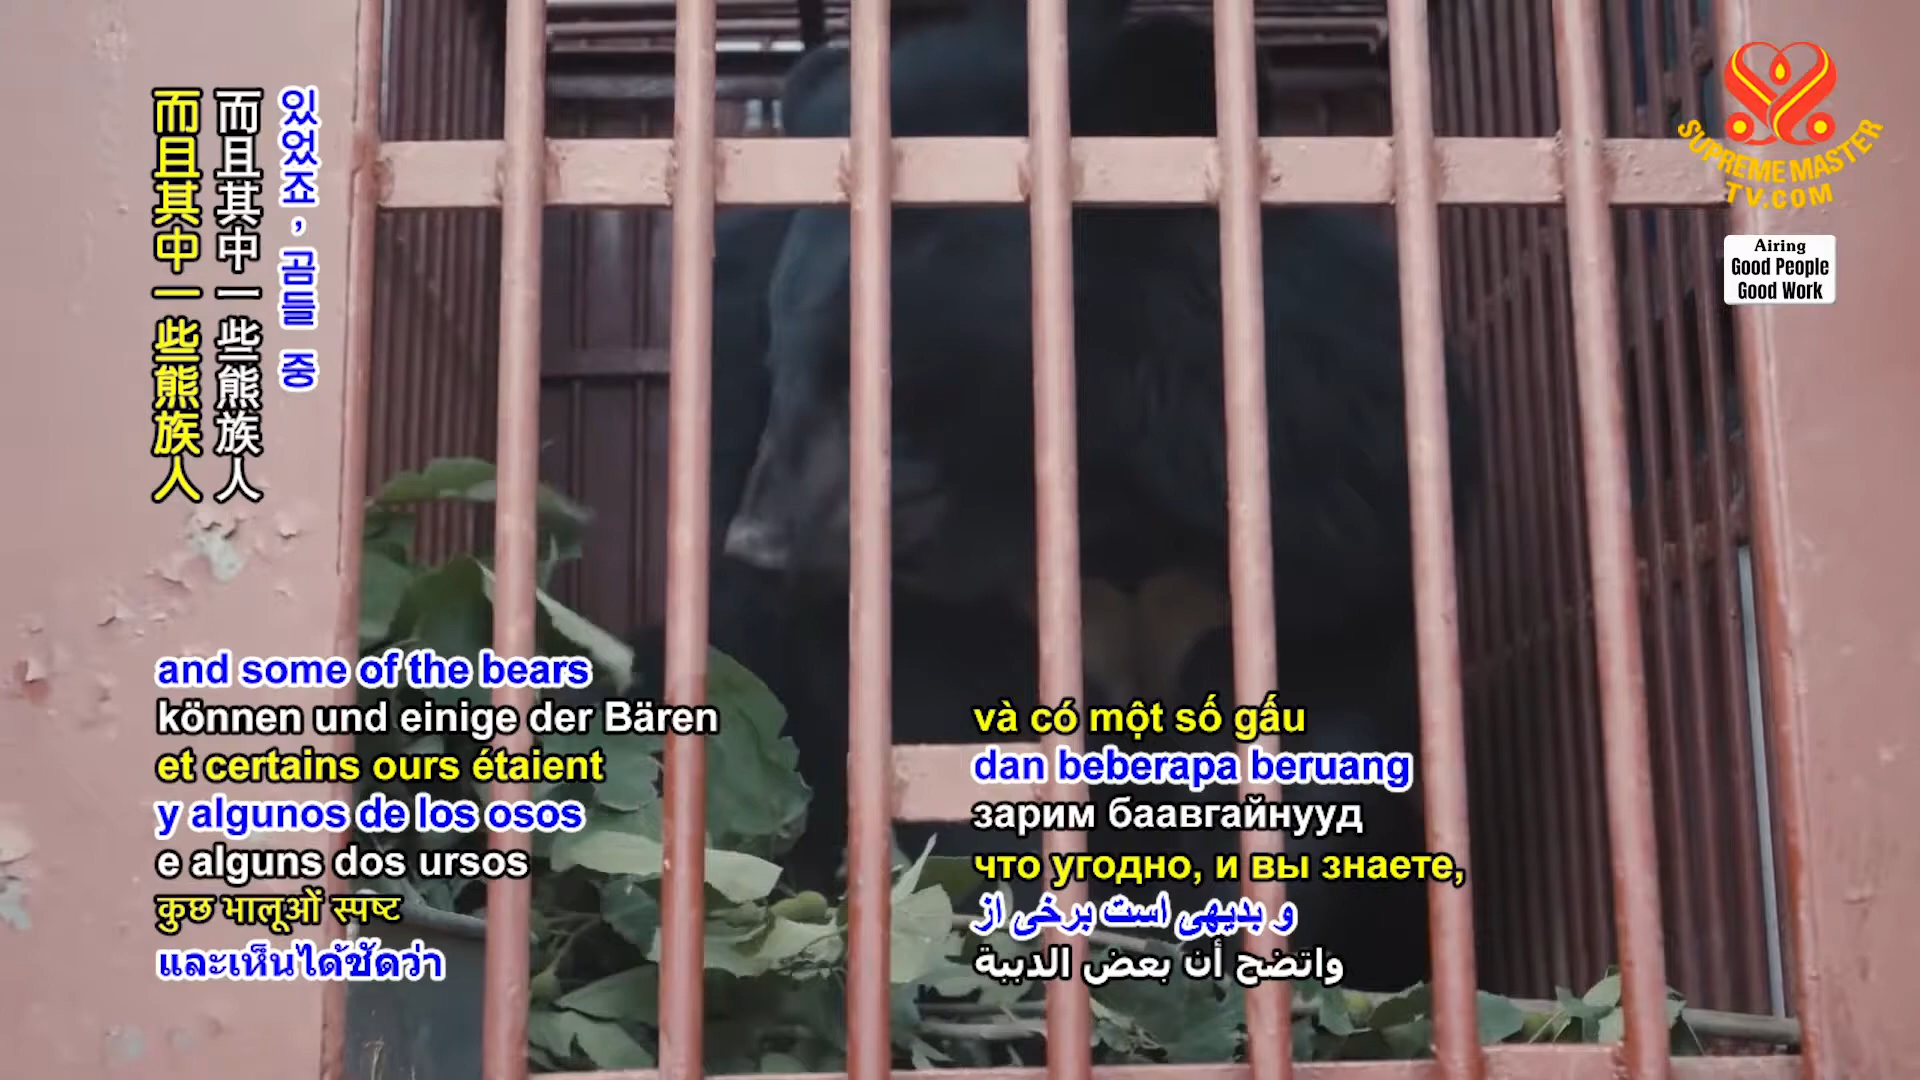 而且其中一些熊族人
而且其中一些熊族人
있었죠, 곰들 중
SUPREME MASTER
TV.COM
Airing
Good People
Good Work
and some of the bears
können und einige der Bären
et certains ours étaient
y algunos de los osos
e alguns dos ursos
कुछ भालूओं स्पष्ट
และเห็นได้ชัดว่า
và có một số gấu
dan beberapa beruang
зарим баавгайнууд
что угодно, и вы знаете,
و بدیهی است برخی از
واتضح أن بعض الدببة